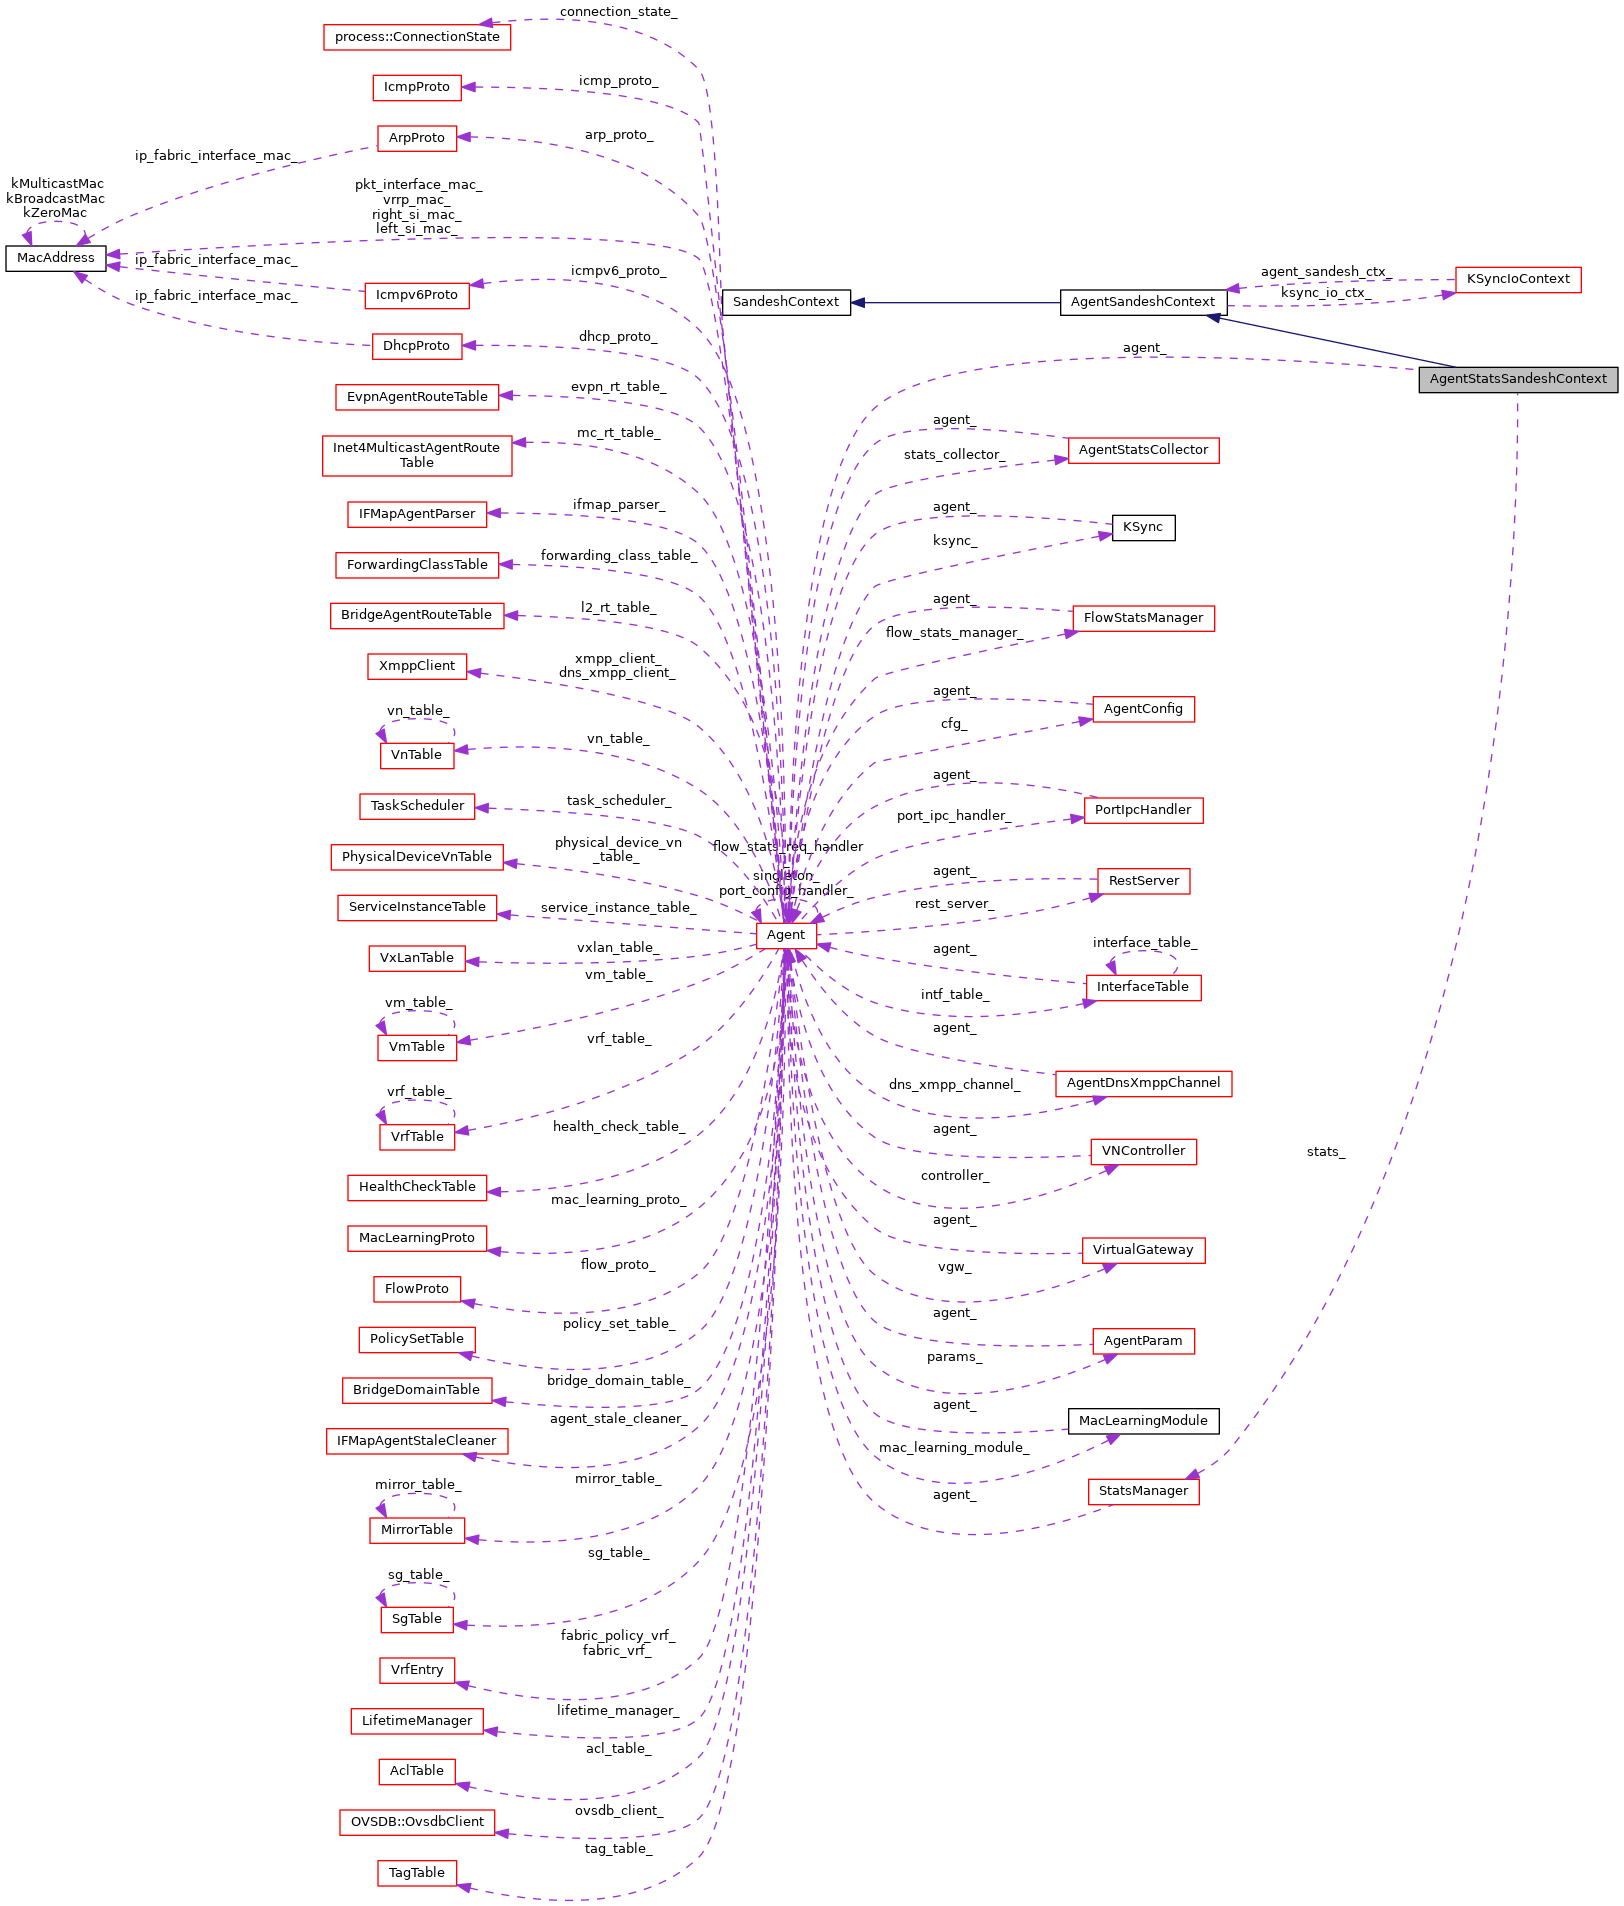 connection_state_
process::ConnectionState
icmp_proto_
IcmpProto
arp_proto_
ArpProto
ip_fabric_interface_mac_
kMulticastMac
kBroadcastMac
kZeroMac
pkt_interface_mac_
vrrp_mac_
right_si_mac_
left_si_mac_
MacAddress
ip_fabric_interface_mac_
icmpv6_proto_
Icmpv6Proto
ip_fabric_interface_mac_
SandeshContext
AgentSandeshContext
agent_sandesh_ctx_
ksync_io_ctx_
KSyncIoContext
dhcp_proto_
DhcpProto
agent_
AgentStatsSandeshContext
evpn_rt_table_
EvpnAgentRouteTable
mc_rt_table_
Inet4MulticastAgentRoute
Table
agent_
stats_collector_
AgentStatsCollector
ifmap_parser_
IFMapAgentParser
agent_
ksync_
KSync
forwarding_class_table_
ForwardingClassTable
l2_rt_table_
BridgeAgentRouteTable
agent_
flow_stats_manager_
FlowStatsManager
xmpp_client_
dns_xmpp_client_
XmppClient
agent_
cfg_
AgentConfig
vn_table_
VnTable
vn_table_
task_scheduler_
TaskScheduler
agent_
port_ipc_handler_
PortIpcHandler
physical_device_vn
_table_
PhysicalDeviceVnTable
flow_stats_req_handler
_
singleton_
port_config_handler_
agent_
rest_server_
RestServer
service_instance_table_
ServiceInstanceTable
Agent
vxlan_table_
VxLanTable
agent_
intf_table_
interface_table_
InterfaceTable
vm_table_
vm_table_
VmTable
vrf_table_
agent_
dns_xmpp_channel_
AgentDnsXmppChannel
vrf_table_
VrfTable
health_check_table_
HealthCheckTable
agent_
controller_
VNController
stats_
mac_learning_proto_
MacLearningProto
agent_
vgw_
VirtualGateway
flow_proto_
FlowProto
policy_set_table_
PolicySetTable
agent_
params_
AgentParam
bridge_domain_table_
BridgeDomainTable
agent_
mac_learning_module_
MacLearningModule
agent_stale_cleaner_
IFMapAgentStaleCleaner
mirror_table_
mirror_table_
MirrorTable
agent_
StatsManager
sg_table_
sg_table_
SgTable
fabric_policy_vrf_
fabric_vrf_
VrfEntry
lifetime_manager_
LifetimeManager
acl_table_
AclTable
ovsdb_client_
OVSDB::OvsdbClient
tag_table_
TagTable